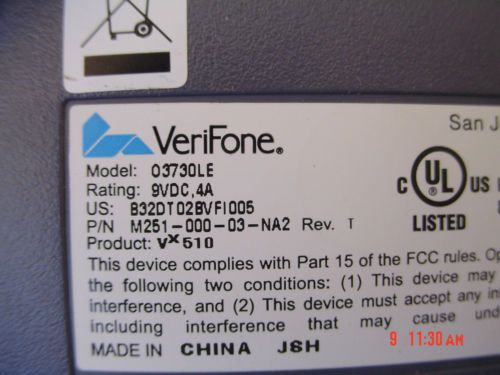 VeriFone®
San J
Model: 03730LE
Rating: 9VDC,4A
US: B32DT02BVFI005
P/N M251-000-03-NA2 Rev. T
Product: Vx510
C UL US
LISTED
This device complies with Part 15 of the FCC rules. Op
the following two conditions: (1) This device may
interference, and (2) This device must accept any in
including interference that may cause und
MADE IN CHINA JSH
9 11:30AM